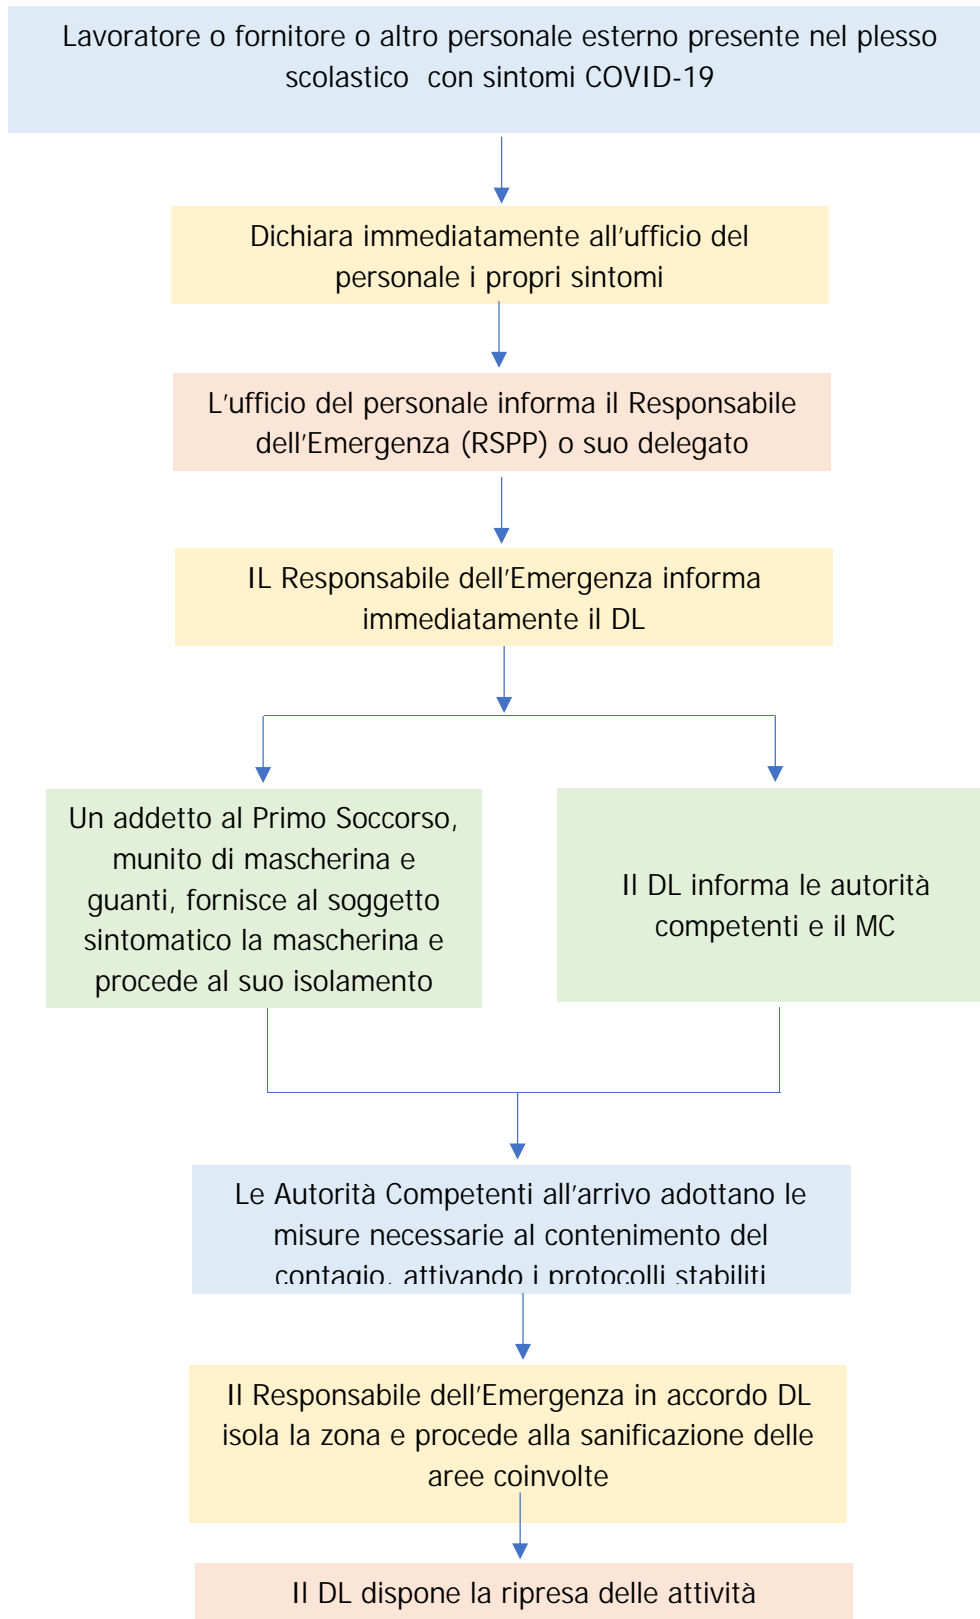 Lavoratore o fornitore o altro personale esterno presente nel plesso
scolastico con sintomi COVID-19
Dichiara immediatamente all'ufficio del
personale i propri sintomi
L'ufficio del personale informa il Responsabile
dell'Emergenza (RSPP) o suo delegato
IL Responsabile dell'Emergenza informa
immediatamente il DL
Un addetto al Primo Soccorso,
munito di mascherina e
guanti, fornisce al soggetto
sintomatico la mascherina e
procede al suo isolamento
Il DL informa le autorità
competenti e il MC
Le Autorità Competenti all'arrivo adottano le
misure necessarie al contenimento del
contagio, attivando i protocolli stabiliti
Il Responsabile dell'Emergenza in accordo DL
isola la zona e procede alla sanificazione delle
aree coinvolte
Il DL dispone la ripresa delle attività